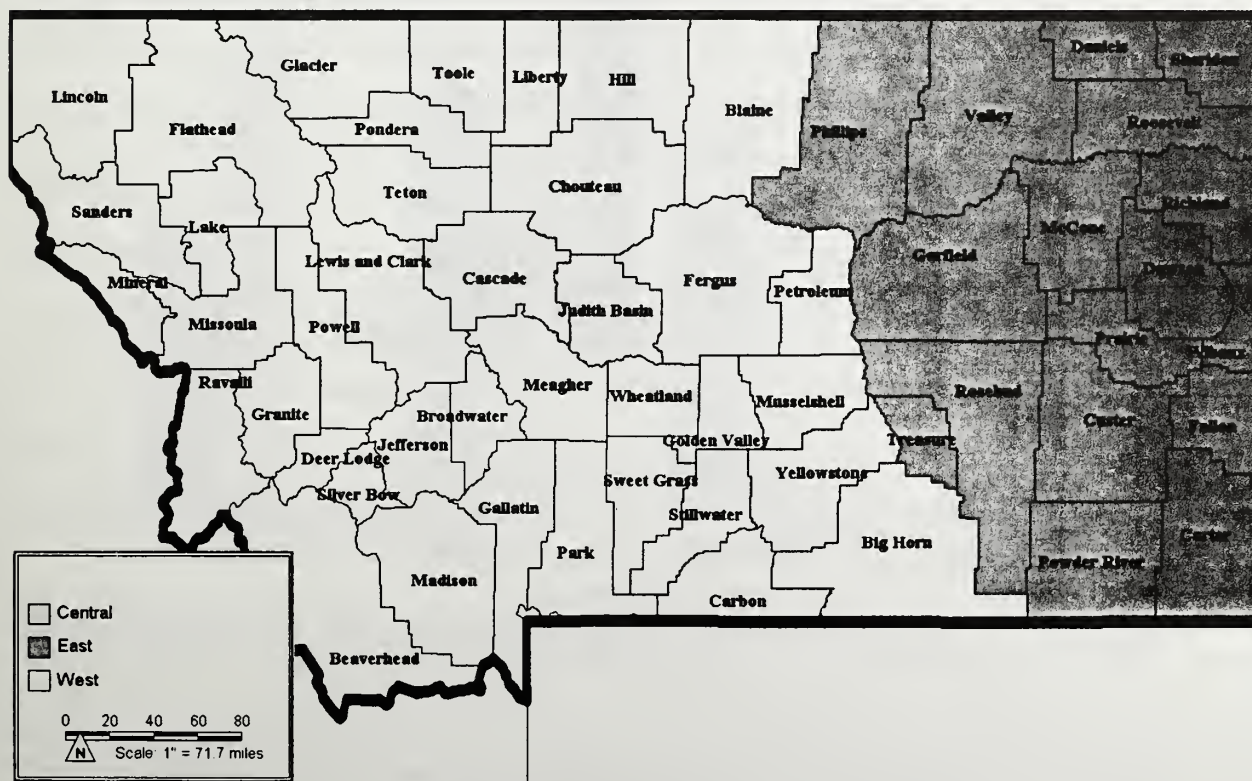 Daniels
Sheridan
Glacier
Toole
Liberty
Hill
Lincoln
Blaine
Flathead
Pondera
Phillips
Valley
Roosevelt
Teton
Chouteau
Sanders
Lake
Richland
McCone
Lewis and Clark
Garfield
Dawson
Cascade
Fergus
Mineral
Petroleum
Judith Basin
Missoula
Powell
Prairie
Wibaux
Ravalli
Meagher
Wheatland
Rosebud
Musselshell
Granite
Broadwater
Custer
Fallon
Jefferson
Golden Valley
Treasure
Deer Lodge
Yellowstone
Sweet Grass
Silver Bow
Gallatin
Stillwater
Carter
Big Horn
Park
Powder River
Madison
Carbon
Beaverhead
Central
East
West
0 20 40 60 80
N
Scale: 1" = 71.7 miles